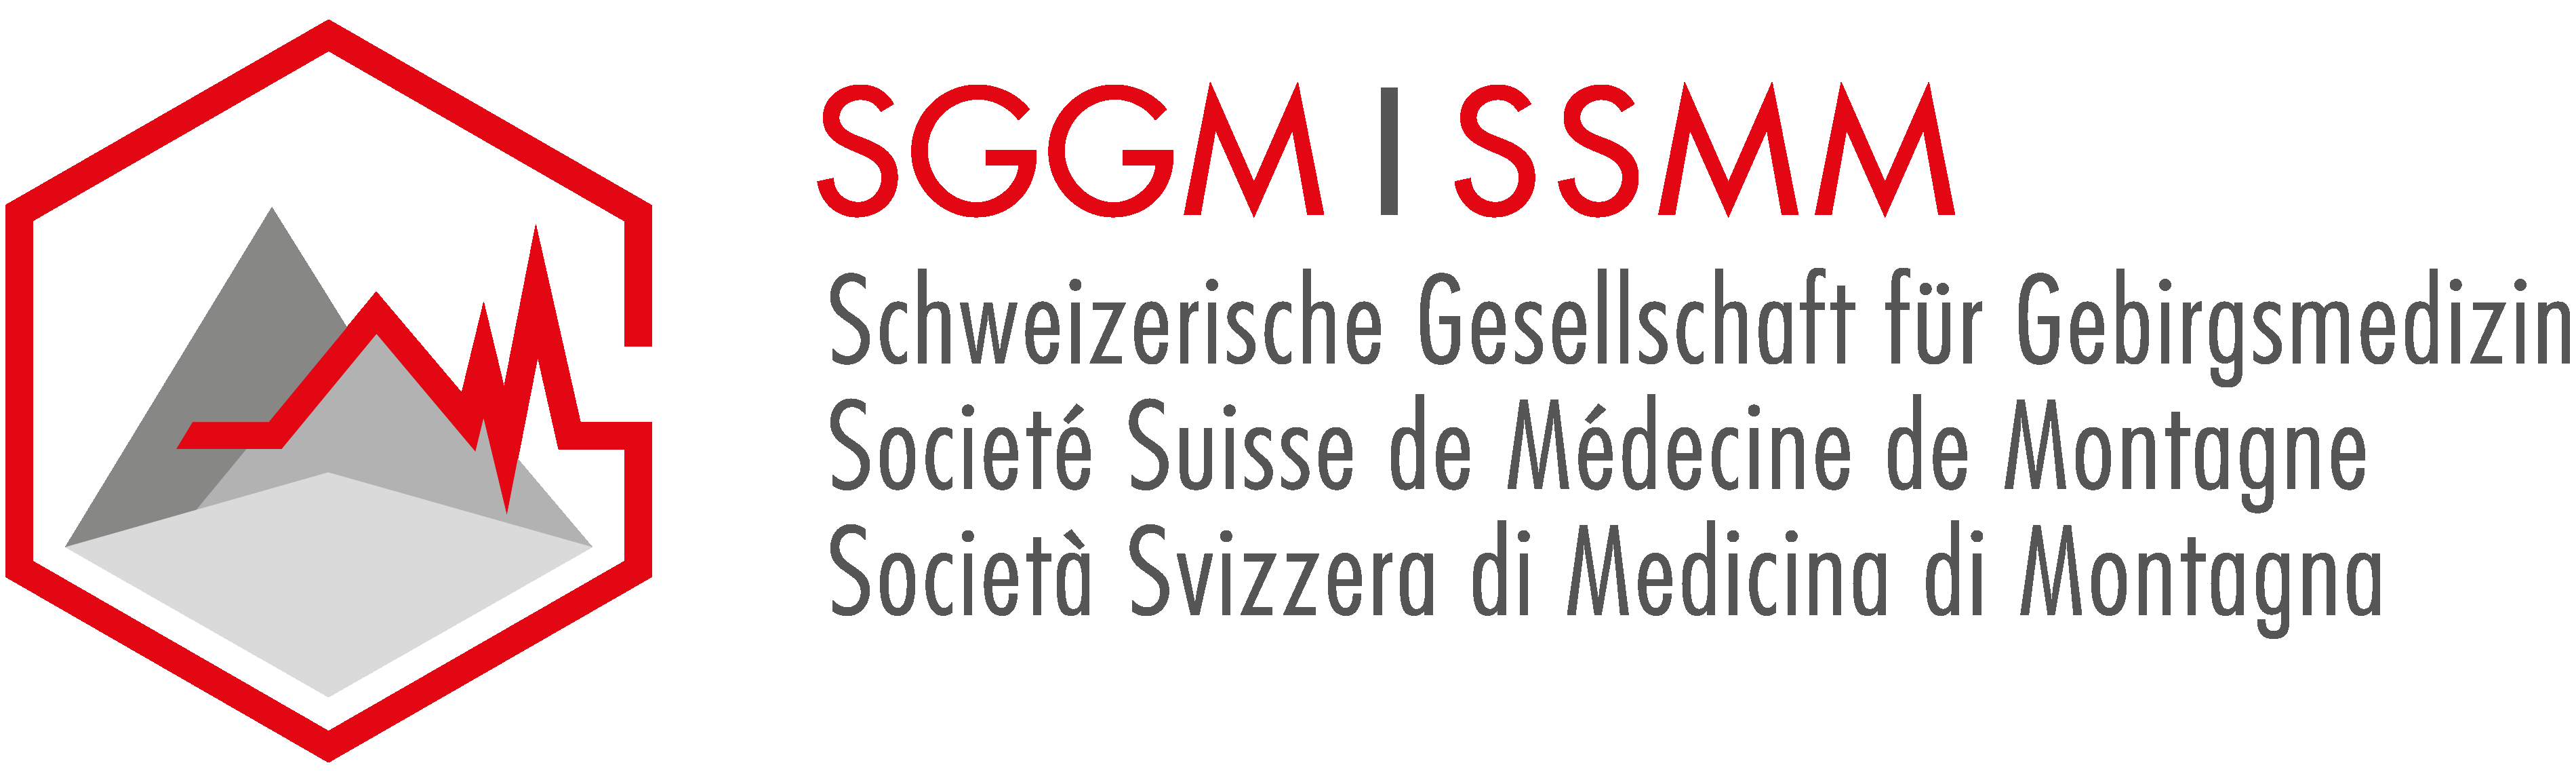 SGGM | SSMM
Schweizerische Gesellschaft für Gebirgsmedizin
Societé Suisse de Médecine de Montagne
Società Svizzera di Medicina di Montagna